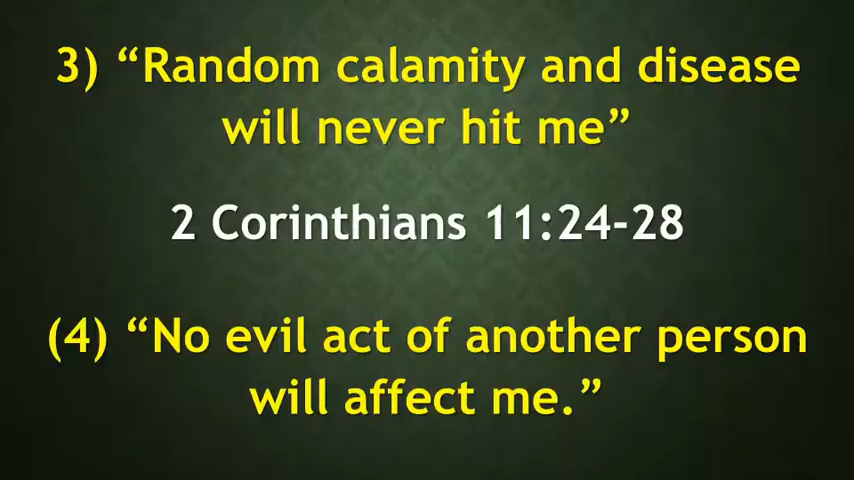 3) “Random calamity and disease
will never hit me”
2 Corinthians 11:24-28
(4) “No evil act of another person
will affect me.”